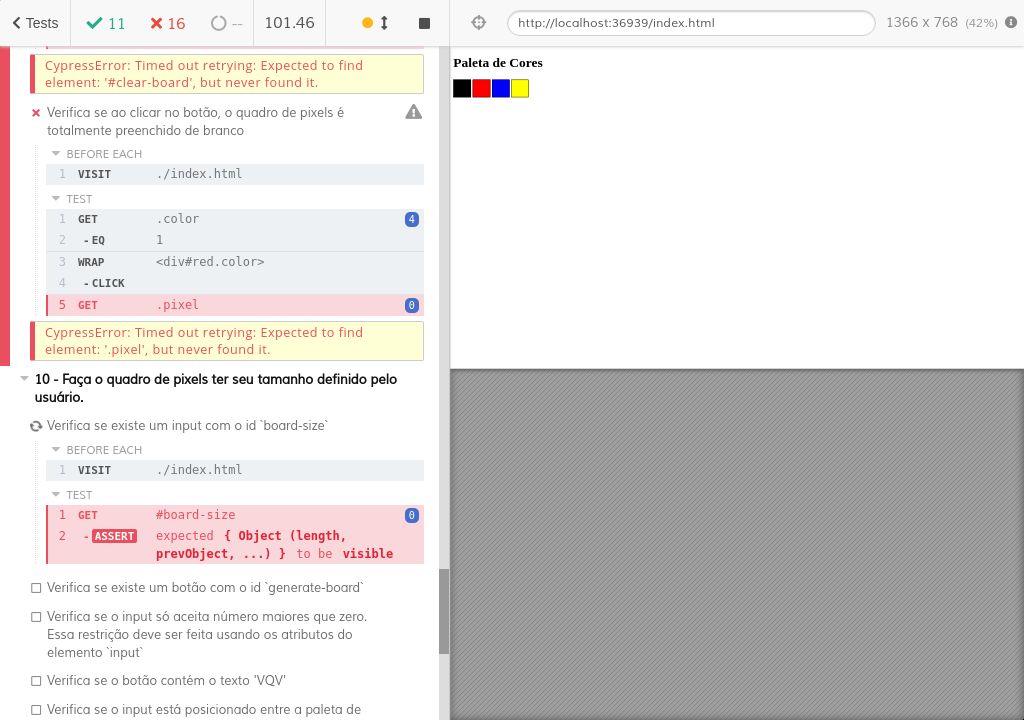 Tests 11 16 -- 101.46 http://localhost:36939/index.html 1366 x 768 (42%)
CypressError: Timed out retrying: Expected to find
element: '#clear-board', but never found it.
Verifica se ao clicar no botão, o quadro de pixels é
totalmente preenchido de branco
BEFORE EACH
1 VISIT ./index.html
TEST
1 GET .color 4
2 -EQ 1
3 WRAP <div#red.color>
4 -CLICK
5 GET .pixel 0
CypressError: Timed out retrying: Expected to find
element: '.pixel', but never found it.
10 - Faça o quadro de pixels ter seu tamanho definido pelo
usuário.
Verifica se existe um input com o id `board-size`
BEFORE EACH
1 VISIT ./index.html
TEST
1 GET #board-size 0
2 -ASSERT expected { Object (length,
prevObject, ...) } to be visible
Verifica se existe um botão com o id `generate-board`
Verifica se o input só aceita número maiores que zero.
Essa restrição deve ser feita usando os atributos do
elemento `input`
Verifica se o botão contém o texto 'VQV'
Verifica se o input está posicionado entre a paleta de
Paleta de Cores